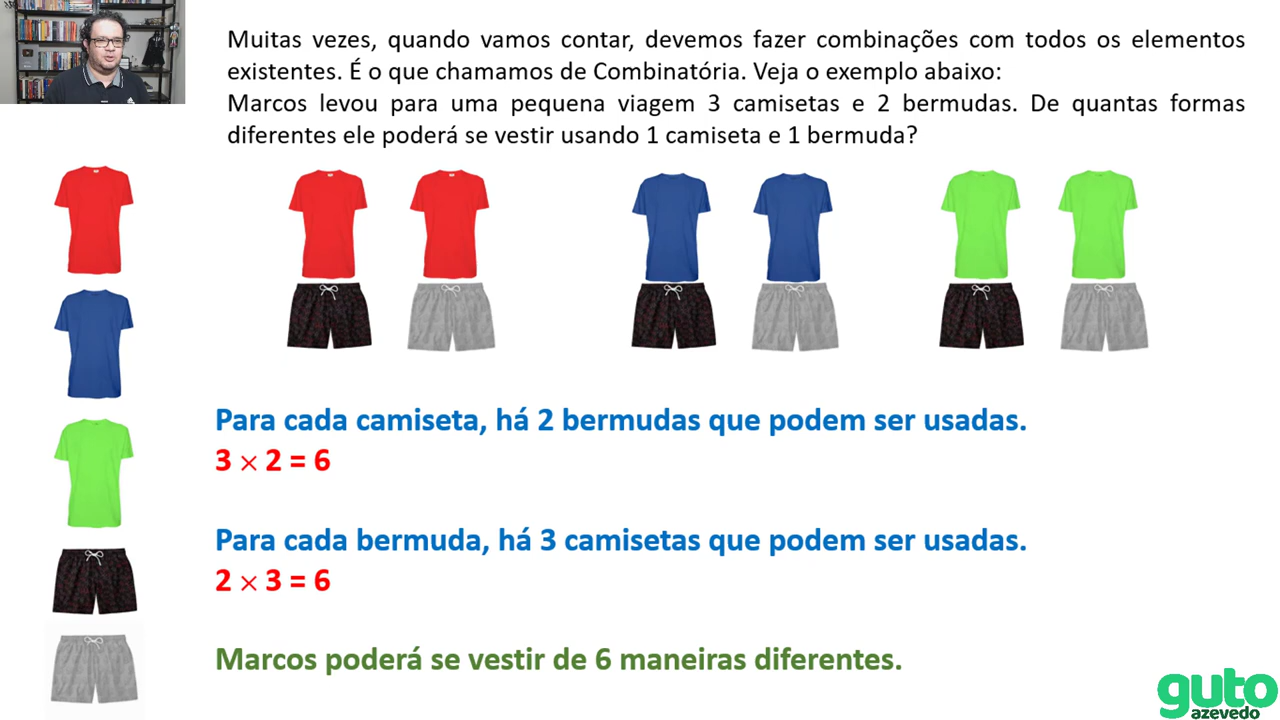 Muitas vezes, quando vamos contar, devemos fazer combinações com todos os elementos
existentes. É o que chamamos de Combinatória. Veja o exemplo abaixo:
Marcos levou para uma pequena viagem 3 camisetas e 2 bermudas. De quantas formas
diferentes ele poderá se vestir usando 1 camiseta e 1 bermuda?
Para cada camiseta, há 2 bermudas que podem ser usadas.
3 × 2 = 6
Para cada bermuda, há 3 camisetas que podem ser usadas.
2 × 3 = 6
Marcos poderá se vestir de 6 maneiras diferentes.
guto
azevedo